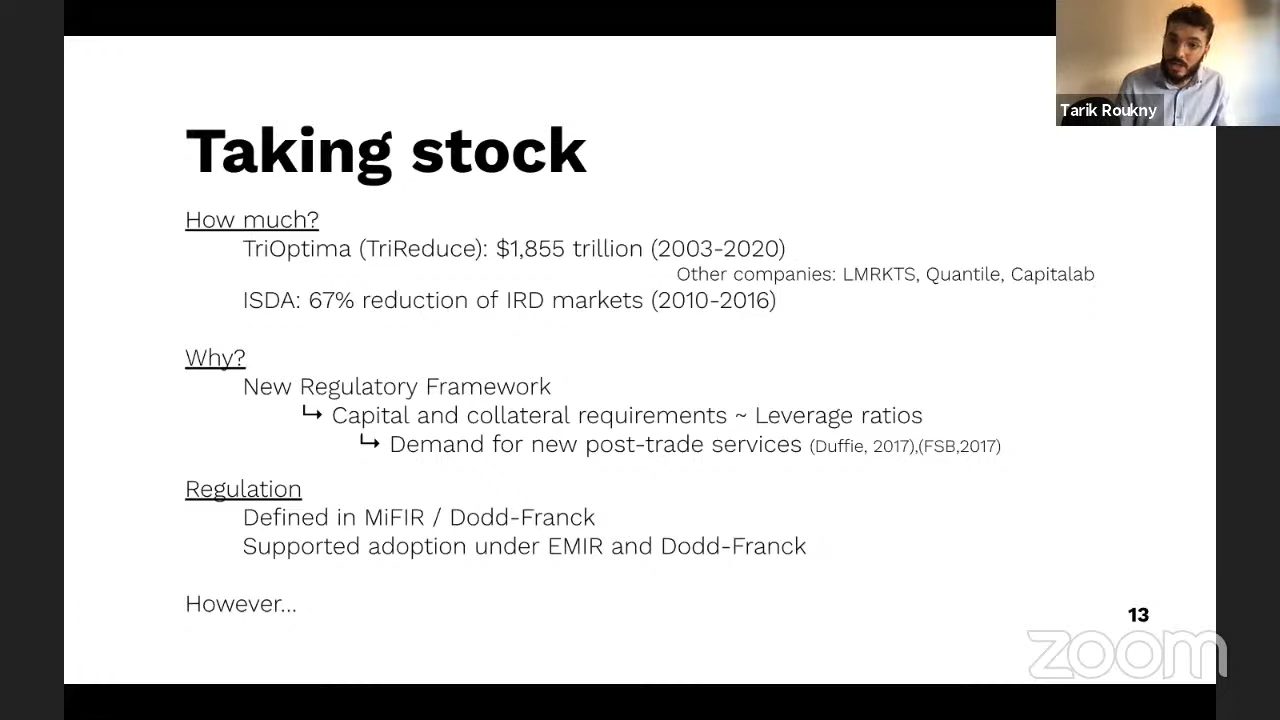 Tarik Roukny
Taking stock
How much?
TriOptima (TriReduce): $1,855 trillion (2003-2020)
Other companies: LMRKTS, Quantile, Capitalab
ISDA: 67% reduction of IRD markets (2010-2016)
Why?
New Regulatory Framework
↳ Capital and collateral requirements ~ Leverage ratios
↳ Demand for new post-trade services (Duffie, 2017),(FSB,2017)
Regulation
Defined in MiFIR / Dodd-Franck
Supported adoption under EMIR and Dodd-Franck
However...
13
zoom